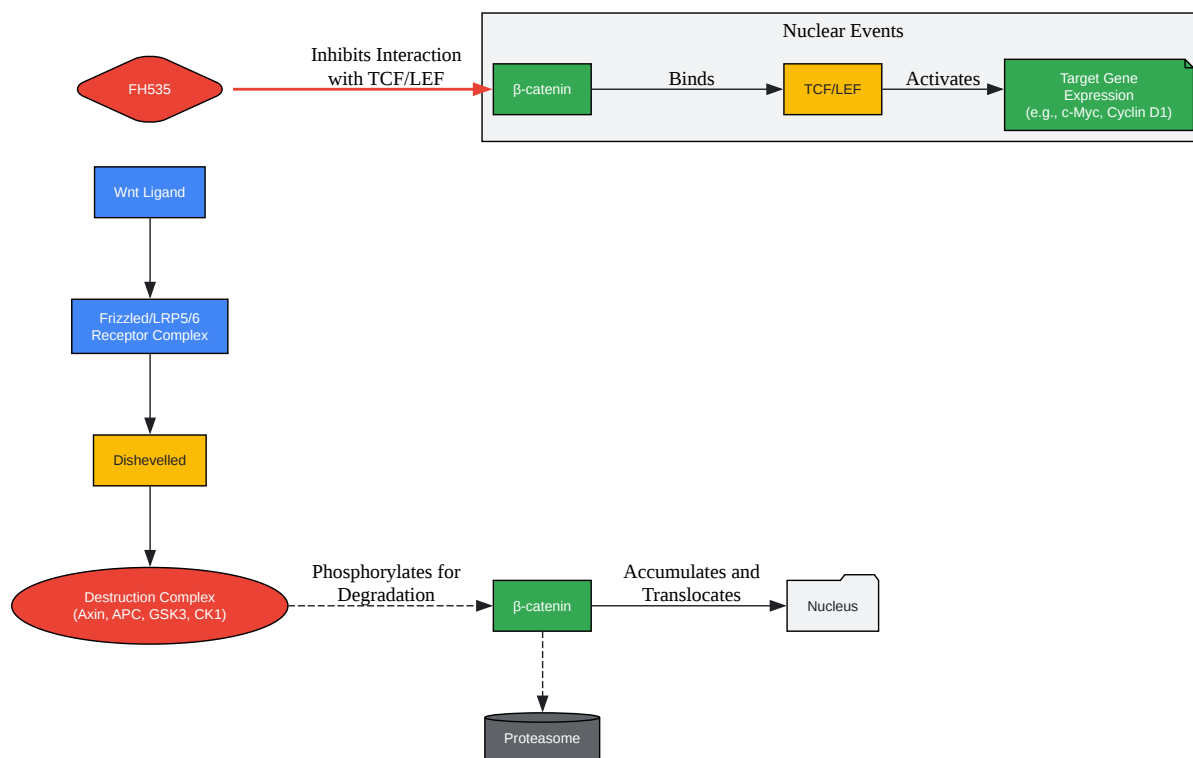 Nuclear Events
FH535
Inhibits Interaction
with TCF/LEF
β-catenin
Binds
TCF/LEF
Activates
Target Gene
Expression
(e.g., c-Myc, Cyclin D1)
Wnt Ligand
Frizzled/LRP5/6
Receptor Complex
Dishevelled
Destruction Complex
(Axin, APC, GSK3, CK1)
Phosphorylates for
Degradation
β-catenin
Accumulates and
Translocates
Nucleus
Proteasome